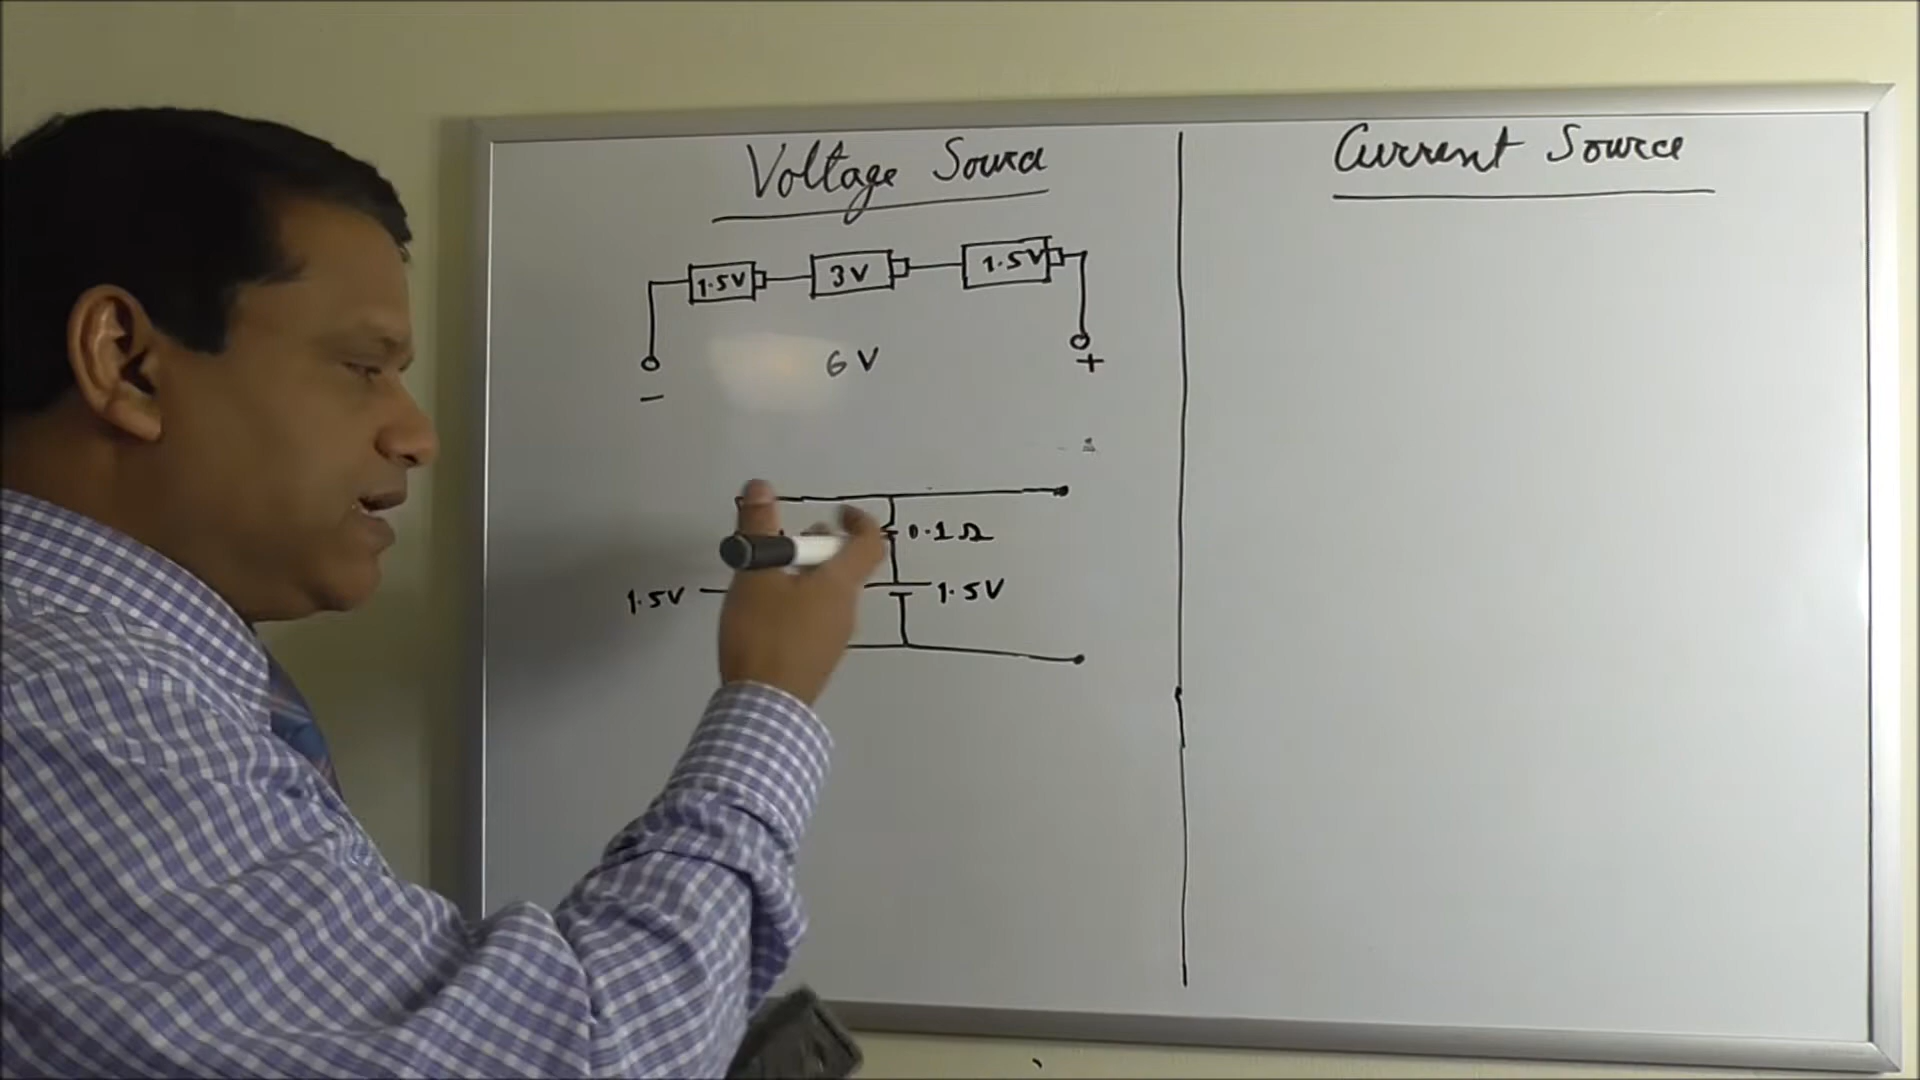 Voltage Source
1.5V 3V 1.5V
6V
− +
0.1Ω
1.5V 1.5V
Current Source